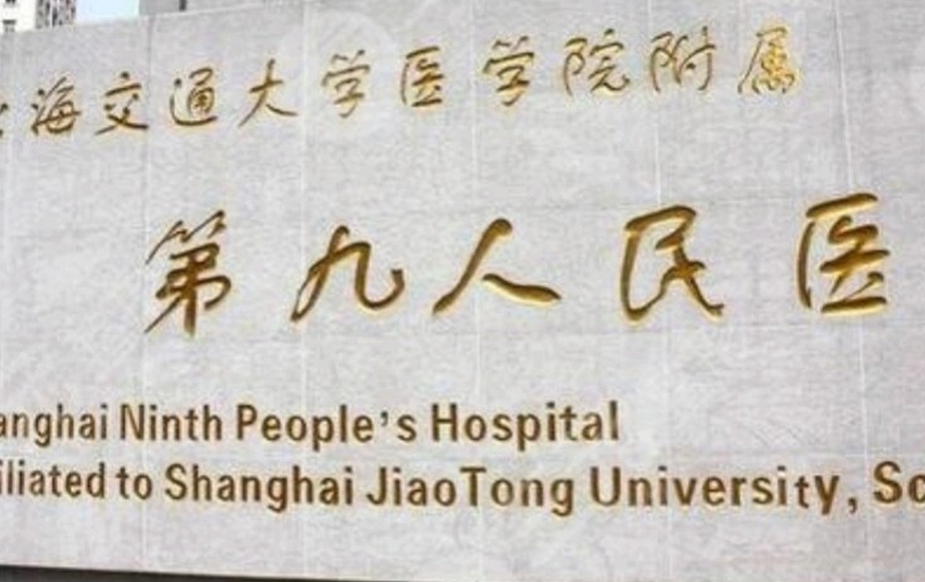 海交通大学医学院附属
第九人民医
anghai Ninth People's Hospital
iliated to Shanghai JiaoTong University, Sc